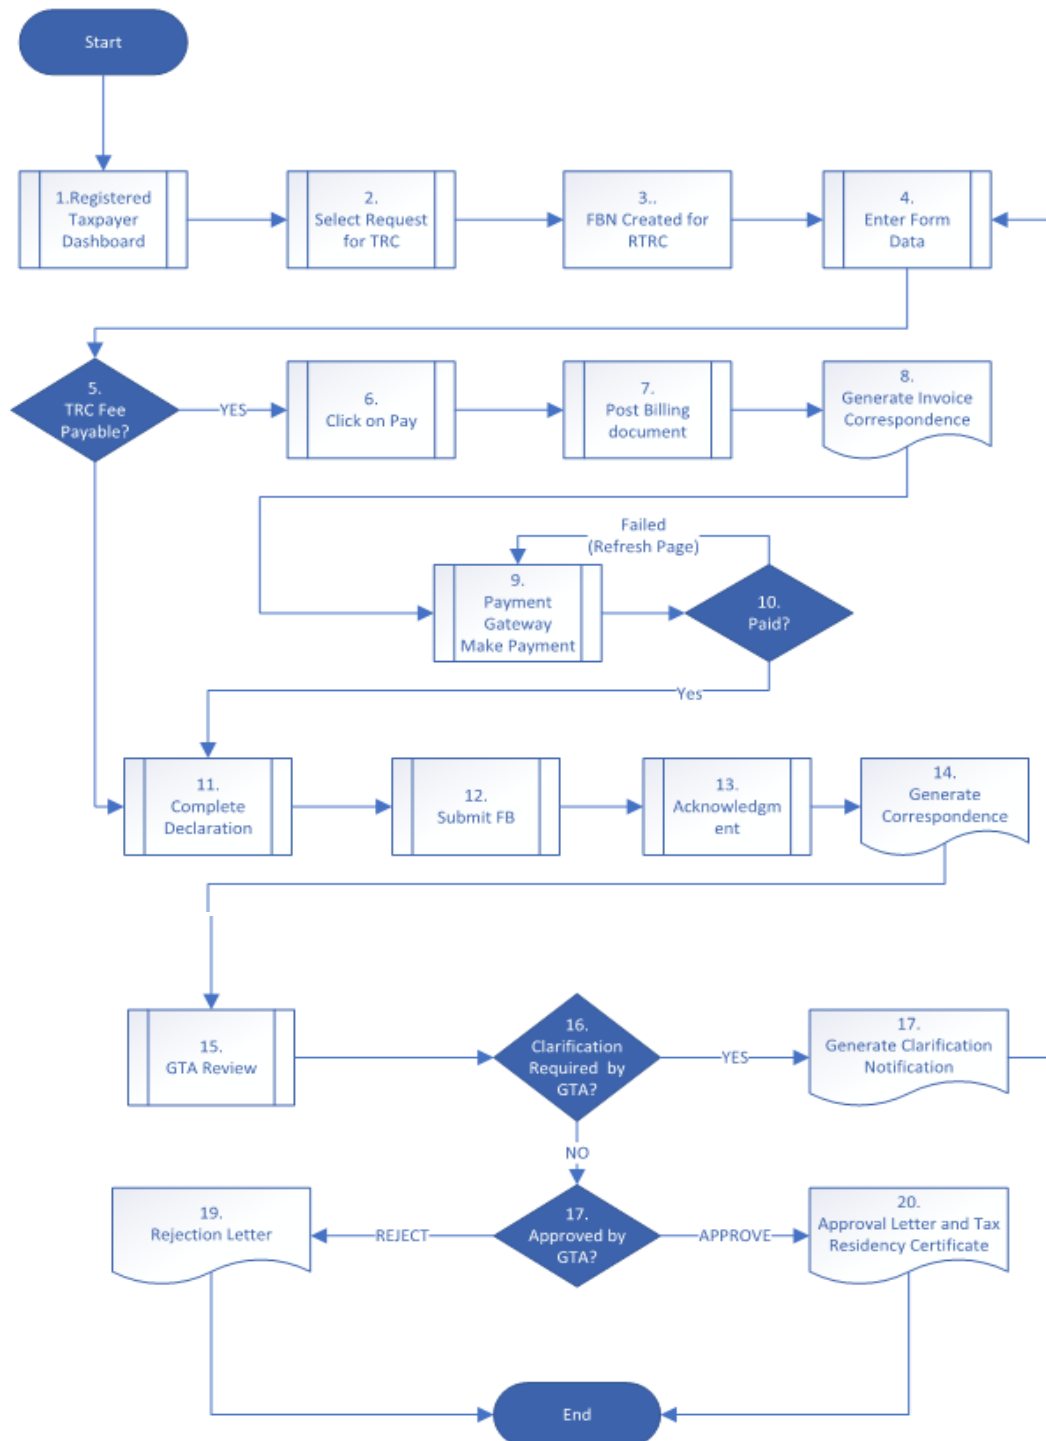 Start
1.Registered
Taxpayer
Dashboard
2.
Select Request
for TRC
3..
FBN Created for
RTRC
4.
Enter Form
Data
5.
TRC Fee
Payable?
YES
6.
Click on Pay
7.
Post Billing
document
8.
Generate Invoice
Correspondence
Failed
(Refresh Page)
9.
Payment
Gateway
Make Payment
10.
Paid?
Yes
11.
Complete
Declaration
12.
Submit FB
13.
Acknowledgm
ent
14.
Generate
Correspondence
15.
GTA Review
16.
Clarification
Required by
GTA?
YES
17.
Generate Clarification
Notification
NO
17.
Approved by
GTA?
REJECT
19.
Rejection Letter
APPROVE
20.
Approval Letter and Tax
Residency Certificate
End